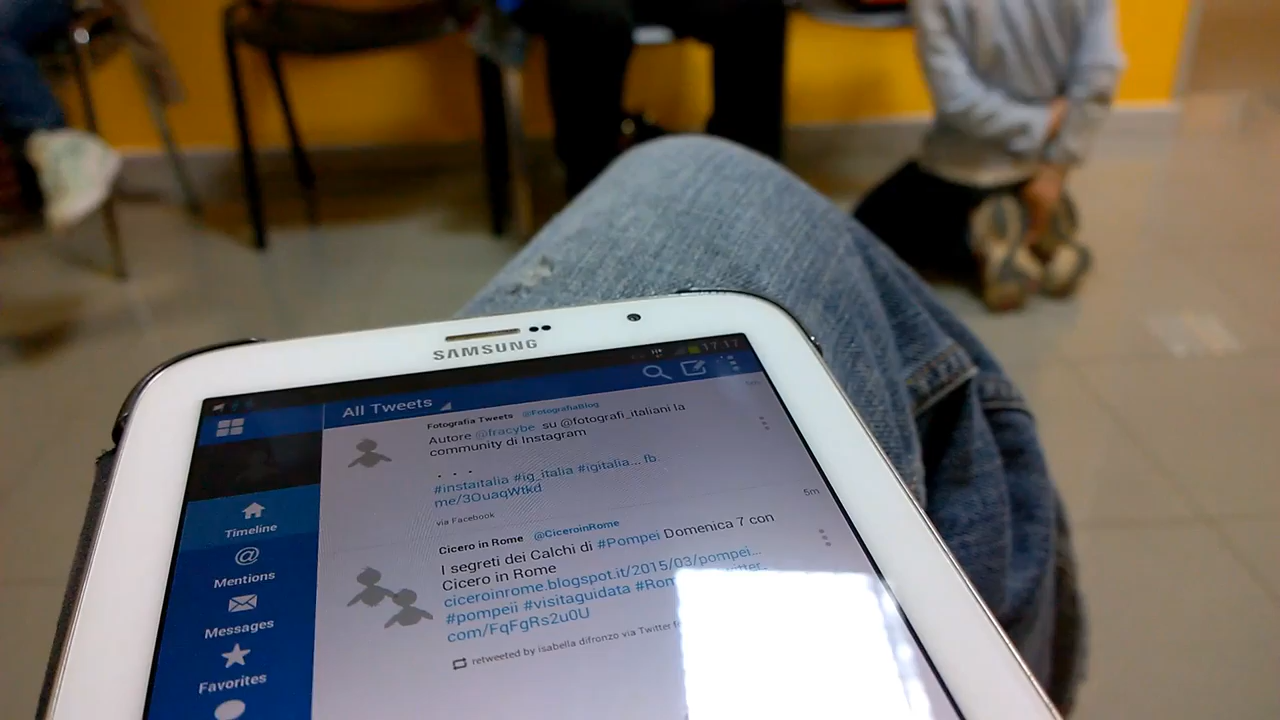 SAMSUNG
17:17
All Tweets
Fotografia Tweets @FotografiaBlog
Autore @fracybe su @fotografi_italiani la
community di Instagram
. . .
#instaitalia #ig_italia #igitalia... fb.
me/3OuaqWtkd
via Facebook
5m
Cicero in Rome @CiceroinRome
I segreti dei Calchi di #Pompei Domenica 7 con
Cicero in Rome
ciceroinrome.blogspot.it/2015/03/pompei...
#pompeii #visitaguidata
com/FqFgRs2u0U
retweeted by isabella difronzo via Twitter
Timeline
Mentions
Messages
Favorites